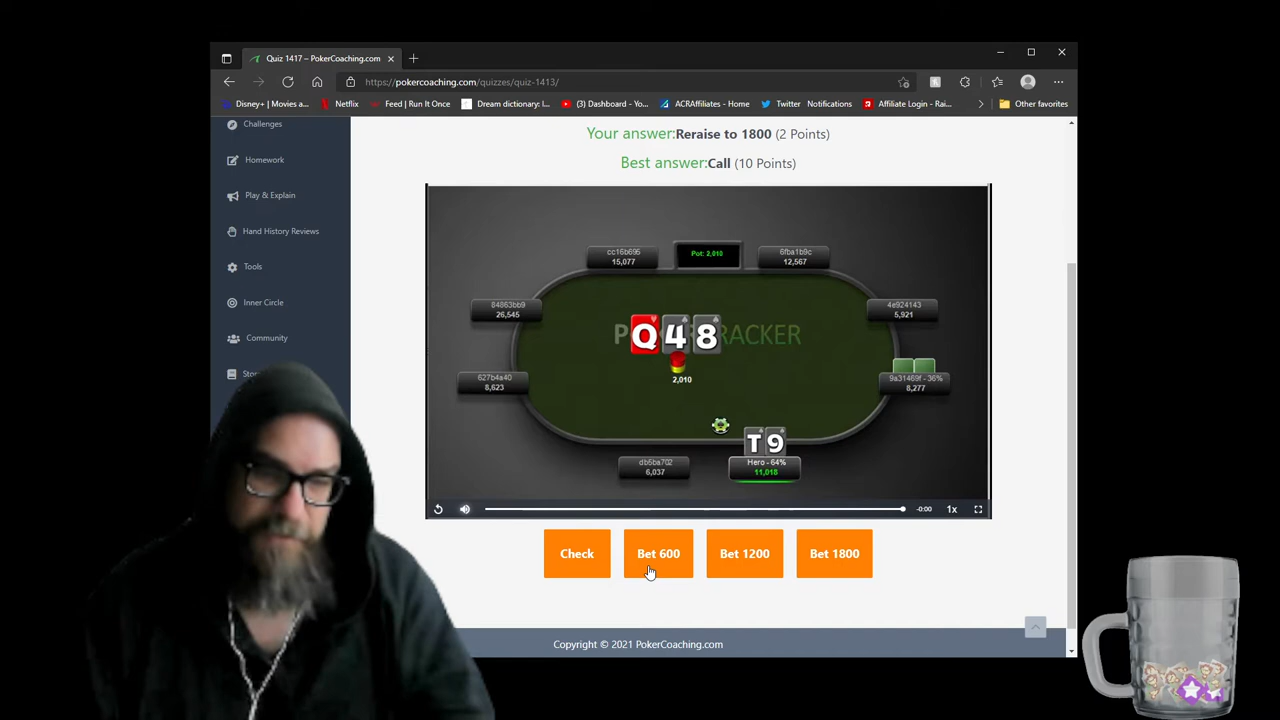 Quiz 1417 – PokerCoaching.com
https://pokercoaching.com/quizzes/quiz-1413/
Disney+ | Movies a...
Netflix
Feed | Run It Once
Dream dictionary: I...
(3) Dashboard - Yo...
ACRAffiliates - Home
Twitter
Notifications
Affiliate Login - Rai...
Other favorites
Challenges
Homework
Play & Explain
Hand History Reviews
Tools
Inner Circle
Community
Your answer:Reraise to 1800 (2 Points)
Best answer:Call (10 Points)
cc16b695
15,077
Pot: 2,010
6fba1b9c
12,567
84863bb9
26,545
4e924143
5,921
Q 4 8
RACKER
2,010
627b4a40
8,623
9a31469f - 36%
8,277
T 9
db5ba702
6,037
Hero - 64%
11,018
-0:00
1x
Check
Bet 600
Bet 1200
Bet 1800
Copyright © 2021 PokerCoaching.com